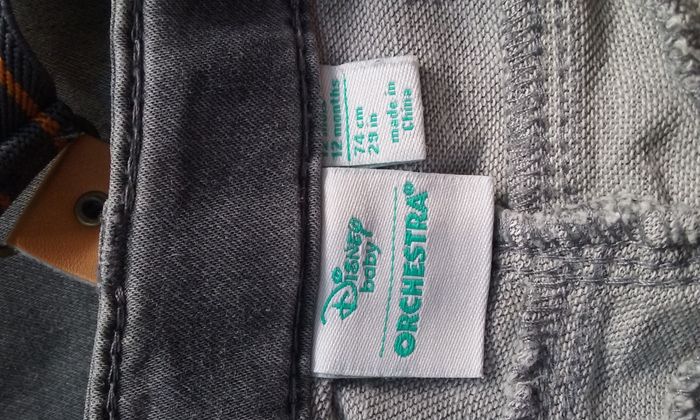 12 months
74 cm
29 in
made in
China
Disney
baby
ORCHESTRA®